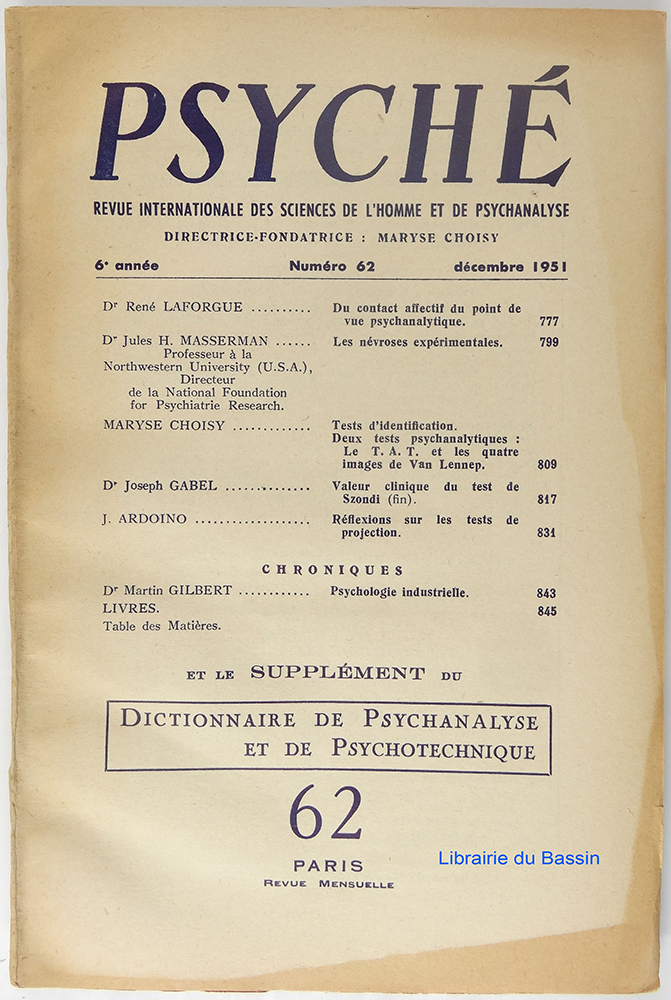 PSYCHÉ
REVUE INTERNATIONALE DES SCIENCES DE L'HOMME ET DE PSYCHANALYSE
DIRECTRICE-FONDATRICE : MARYSE CHOISY
6e année Numéro 62 décembre 1951
Dr René LAFORGUE .......... Du contact affectif du point de
vue psychanalytique. 777
Dr Jules H. MASSERMAN ...... Les névroses expérimentales. 799
Professeur à la
Northwestern University (U.S.A.),
Directeur
de la National Foundation
for Psychiatrie Research.
MARYSE CHOISY ............. Tests d'identification.
Deux tests psychanalytiques :
Le T. A. T. et les quatre
images de Van Lennep. 809
Dr Joseph GABEL .............. Valeur clinique du test de
Szondi (fin). 817
J. ARDOINO ................... Réflexions sur les tests de
projection. 831
CHRONIQUES
Dr Martin GILBERT ............ Psychologie industrielle. 843
LIVRES. 845
Table des Matières.
ET LE SUPPLÉMENT DU
DICTIONNAIRE DE PSYCHANALYSE
ET DE PSYCHOTECHNIQUE
62
PARIS
REVUE MENSUELLE
Librairie du Bassin